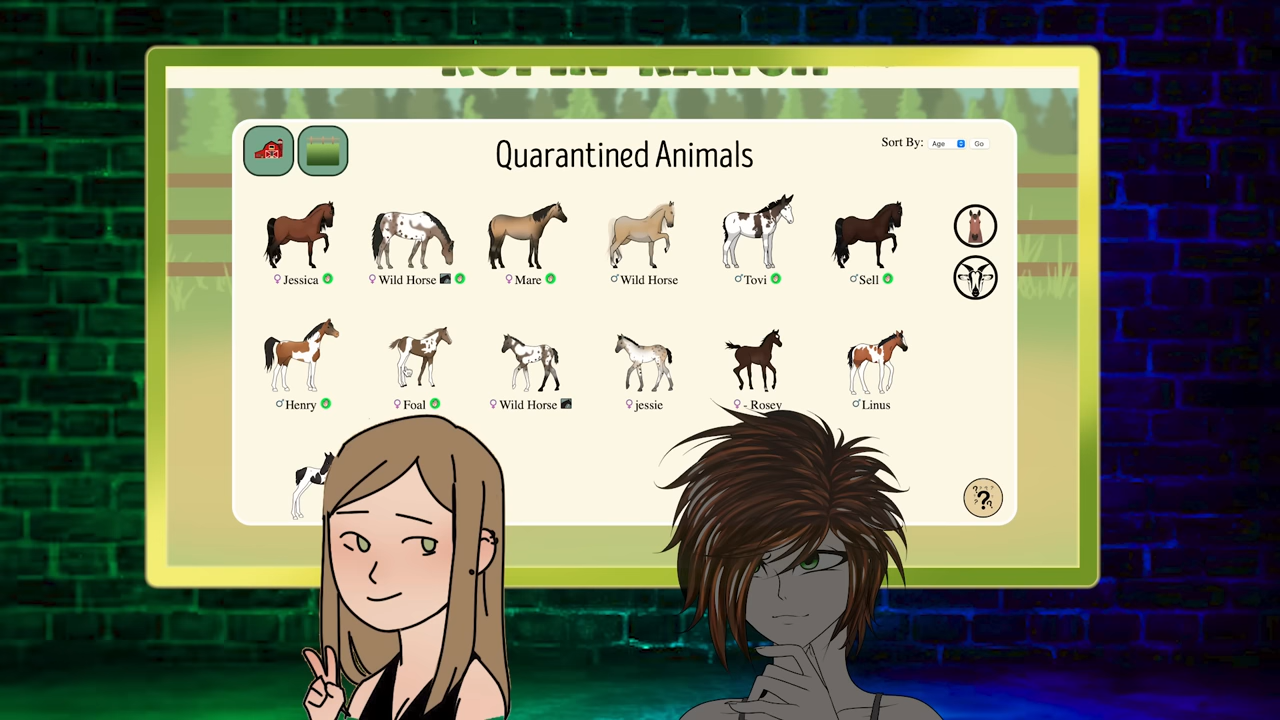 Quarantined Animals
Sort By: Age Go
Jessica
Wild Horse
Mare
Wild Horse
Tovi
Sell
Henry
Foal
Wild Horse
jessie
- Rosey
Linus